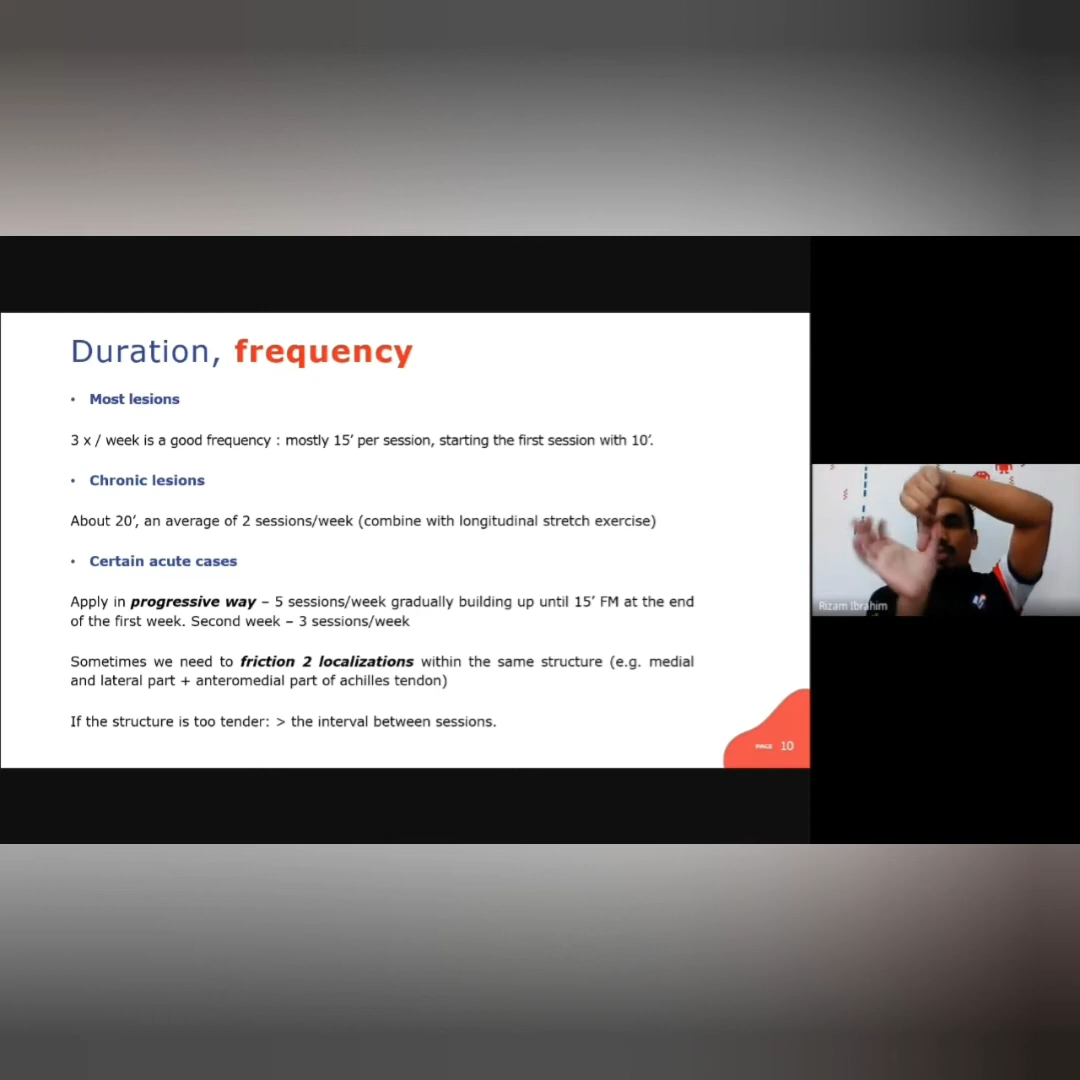 Duration, frequency
• Most lesions
3 x / week is a good frequency : mostly 15’ per session, starting the first session with 10’.
• Chronic lesions
About 20’, an average of 2 sessions/week (combine with longitudinal stretch exercise)
• Certain acute cases
Apply in progressive way – 5 sessions/week gradually building up until 15’ FM at the end
of the first week. Second week – 3 sessions/week
Sometimes we need to friction 2 localizations within the same structure (e.g. medial
and lateral part + anteromedial part of achilles tendon)
If the structure is too tender: > the interval between sessions.
PAGE 10
Rizam Ibrahim